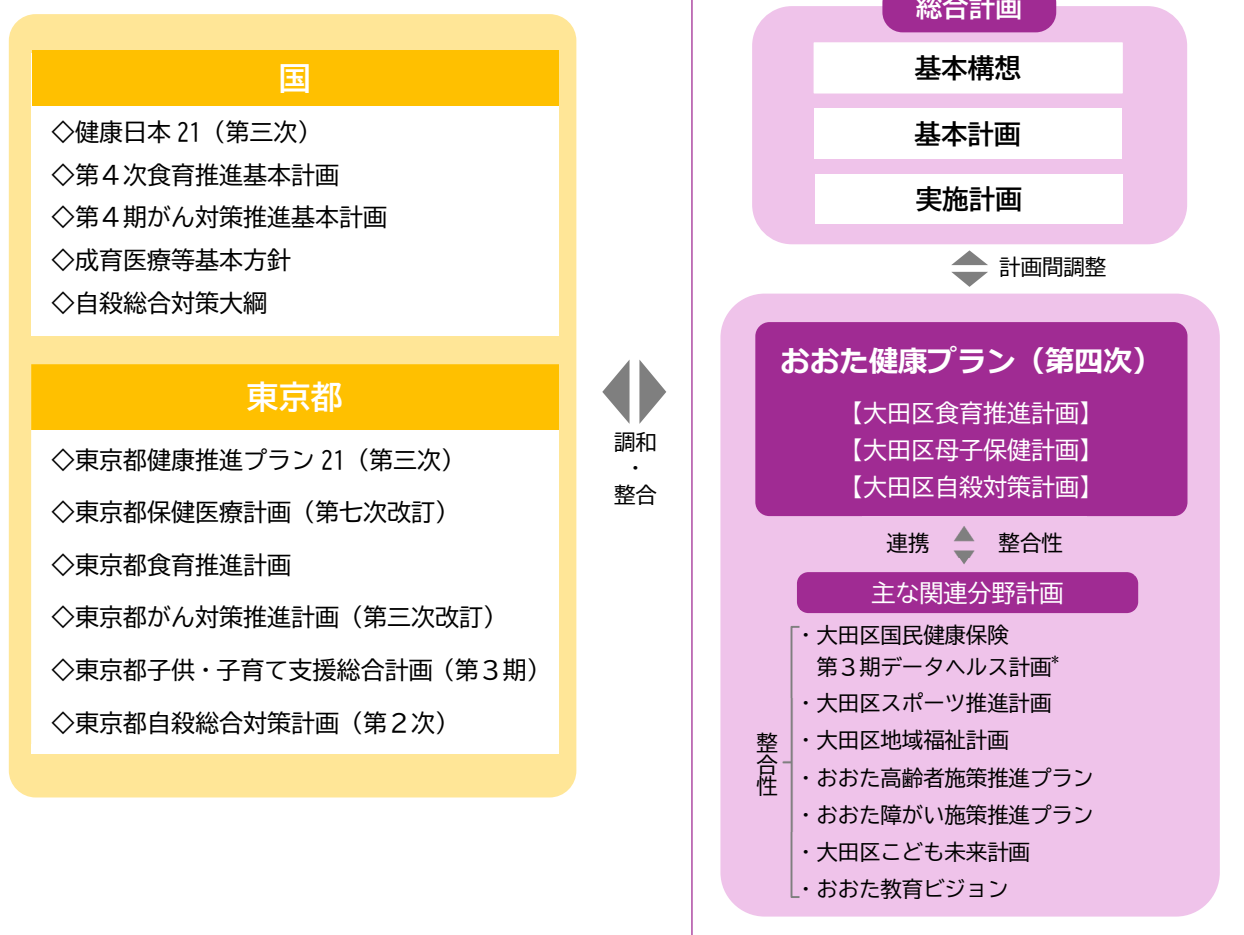 国
◇健康日本 21（第三次）
◇第４次食育推進基本計画
◇第４期がん対策推進基本計画
◇成育医療等基本方針
◇自殺総合対策大綱
東京都
◇東京都健康推進プラン 21（第三次）
◇東京都保健医療計画（第七次改訂）
◇東京都食育推進計画
◇東京都がん対策推進計画（第三次改訂）
◇東京都子供・子育て支援総合計画（第３期）
◇東京都自殺総合対策計画（第２次）
調和
・
整合
総合計画
基本構想
基本計画
実施計画
計画間調整
おおた健康プラン（第四次）
【大田区食育推進計画】
【大田区母子保健計画】
【大田区自殺対策計画】
連携 整合性
主な関連分野計画
整合性
・大田区国民健康保険
第３期データヘルス計画*
・大田区スポーツ推進計画
・大田区地域福祉計画
・おおた高齢者施策推進プラン
・おおた障がい施策推進プラン
・大田区こども未来計画
・おおた教育ビジョン